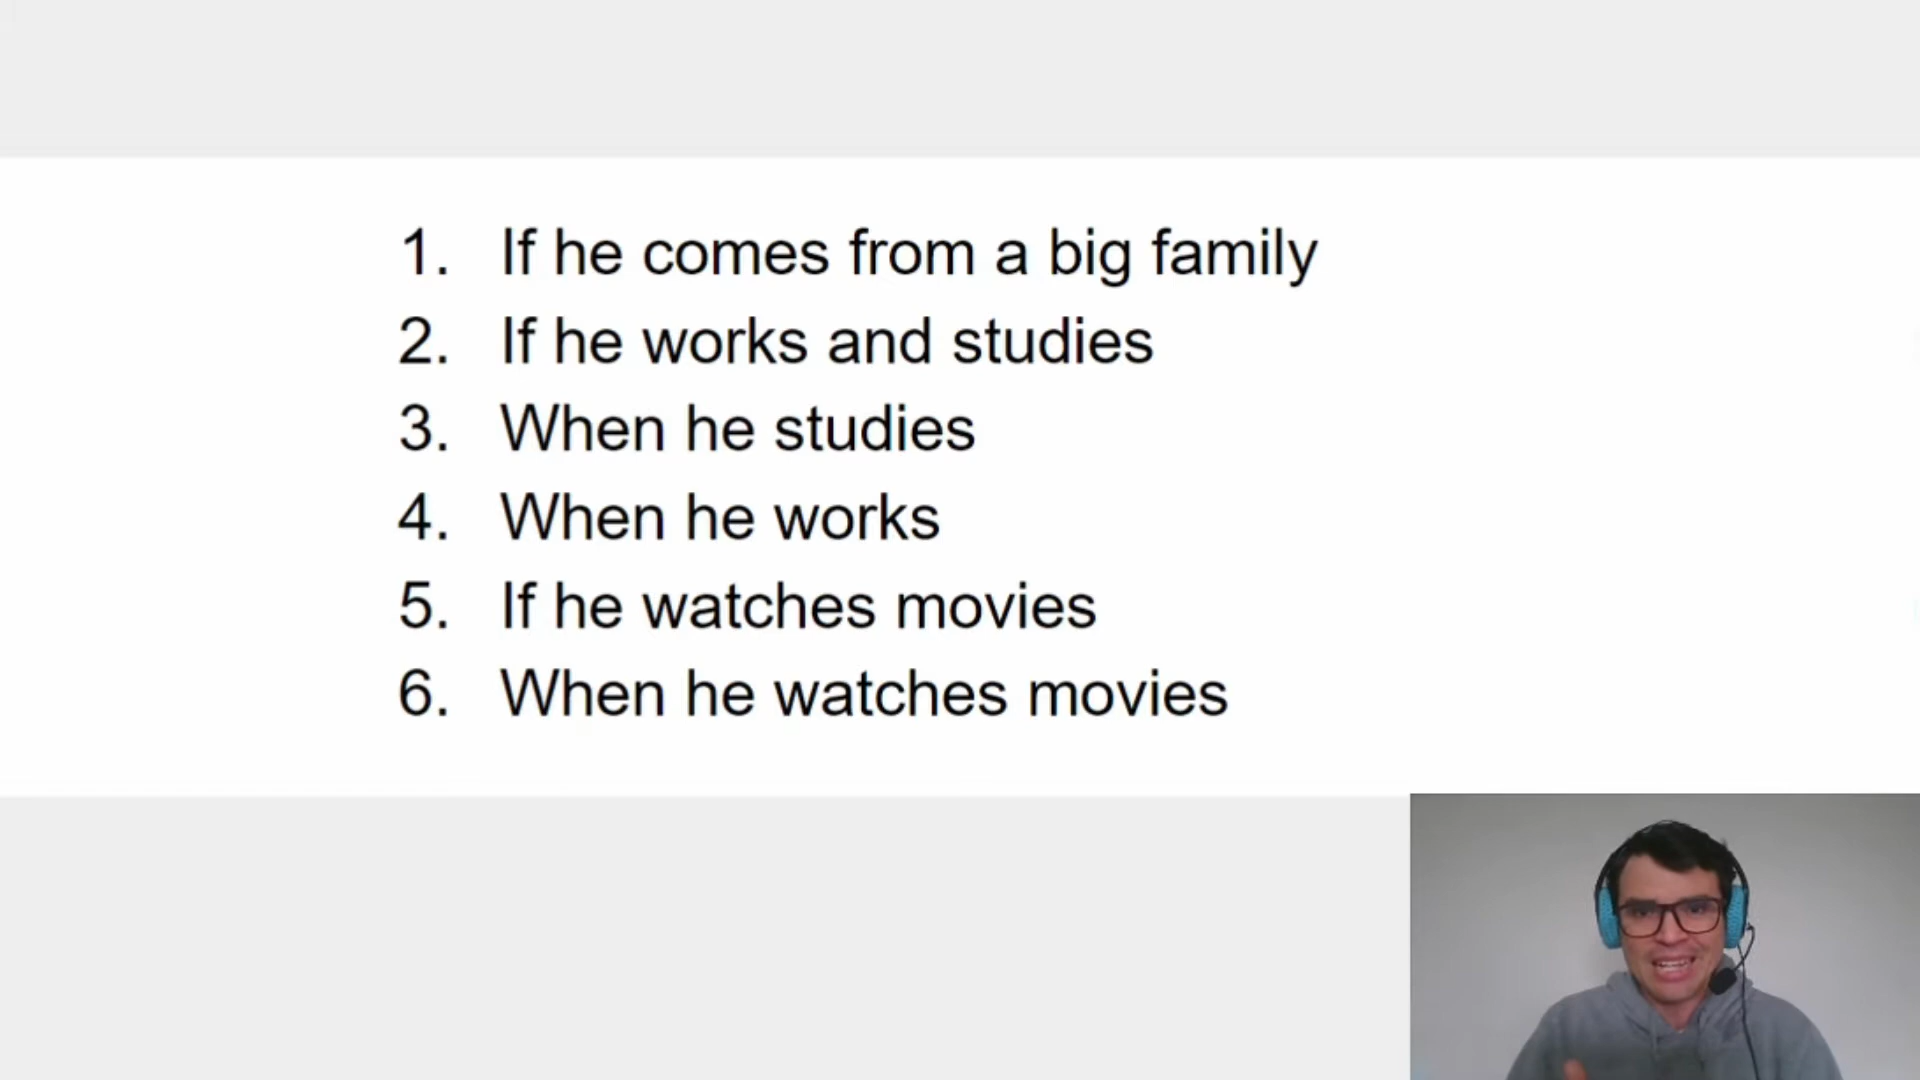 1. If he comes from a big family
2. If he works and studies
3. When he studies
4. When he works
5. If he watches movies
6. When he watches movies